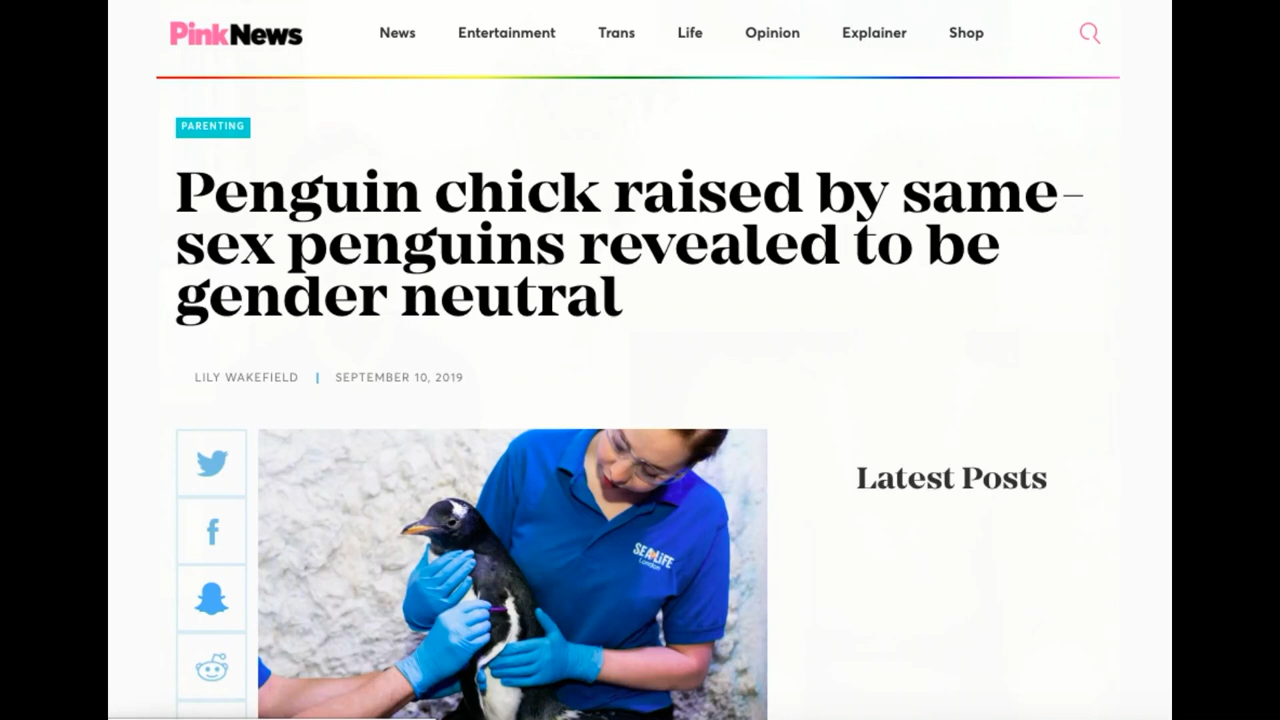 PinkNews
News Entertainment Trans Life Opinion Explainer Shop
PARENTING
Penguin chick raised by same-
sex penguins revealed to be
gender neutral
LILY WAKEFIELD | SEPTEMBER 10, 2019
Latest Posts
SEA LiFE
London